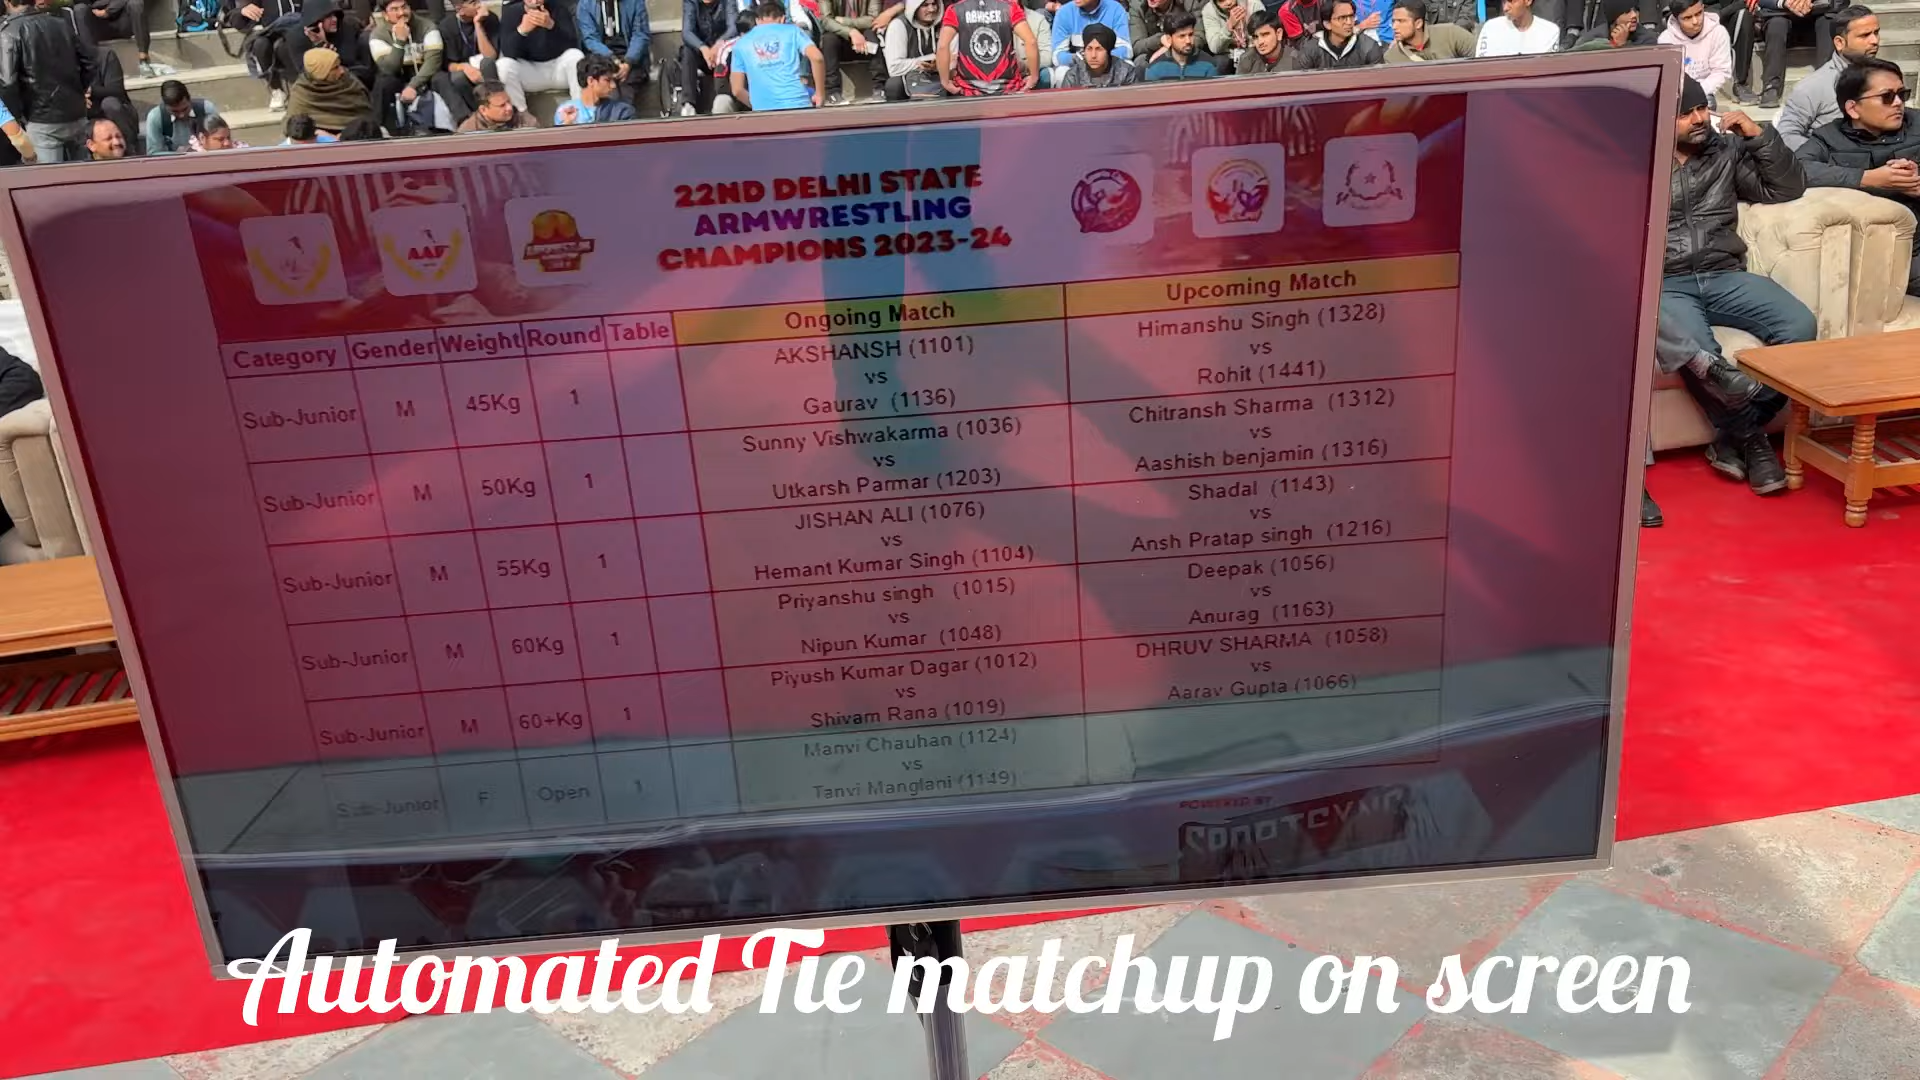 ABHISEK
22ND DELHI STATE
ARMWRESTLING
CHAMPIONS 2023-24
AAF
Category Gender Weight Round Table Ongoing Match Upcoming Match
Sub-Junior M 45Kg 1
AKSHANSH (1101)
vs
Gaurav (1136)
Himanshu Singh (1328)
vs
Rohit (1441)
Sub-Junior M 50Kg 1
Sunny Vishwakarma (1036)
vs
Utkarsh Parmar (1203)
Chitransh Sharma (1312)
vs
Aashish benjamin (1316)
Sub-Junior M 55Kg 1
JISHAN ALI (1076)
vs
Hemant Kumar Singh (1104)
Shadal (1143)
vs
Ansh Pratap singh (1216)
Sub-Junior M 60Kg 1
Priyanshu singh (1015)
vs
Nipun Kumar (1048)
Deepak (1056)
vs
Anurag (1163)
Sub-Junior M 60+Kg 1
Piyush Kumar Dagar (1012)
vs
Shivam Rana (1019)
DHRUV SHARMA (1058)
vs
Aarav Gupta (1066)
Sub-Junior F Open 1
Manvi Chauhan (1124)
vs
Tanvi Manglani (1149)
POWERED BY
Automated Tie matchup on screen